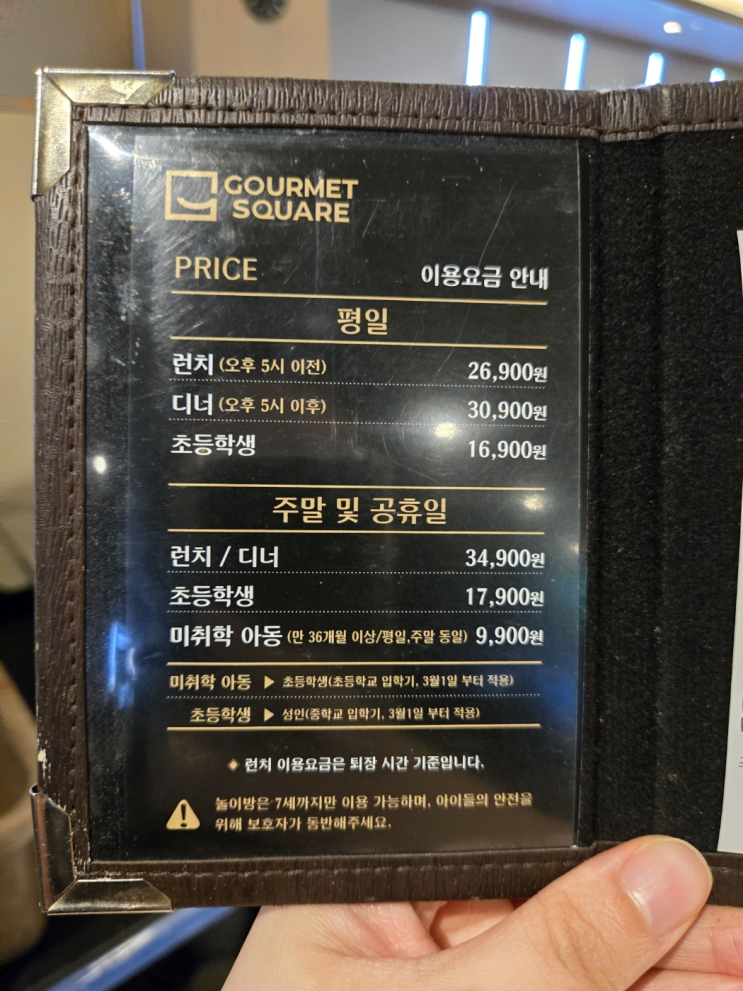 GOURMET
SQUARE
PRICE 이용요금 안내
평일
런치 (오후 5시 이전) 26,900원
디너 (오후 5시 이후) 30,900원
초등학생 16,900원
주말 및 공휴일
런치 / 디너 34,900원
초등학생 17,900원
미취학 아동 (만 36개월 이상/평일,주말 동일) 9,900원
미취학 아동 ▶ 초등학생(초등학교 입학기, 3월1일 부터 적용)
초등학생 ▶ 성인(중학교 입학기, 3월1일 부터 적용)
◆ 런치 이용요금은 퇴장 시간 기준입니다.
놀이방은 7세까지만 이용 가능하며, 아이들의 안전을
위해 보호자가 동반해주세요.